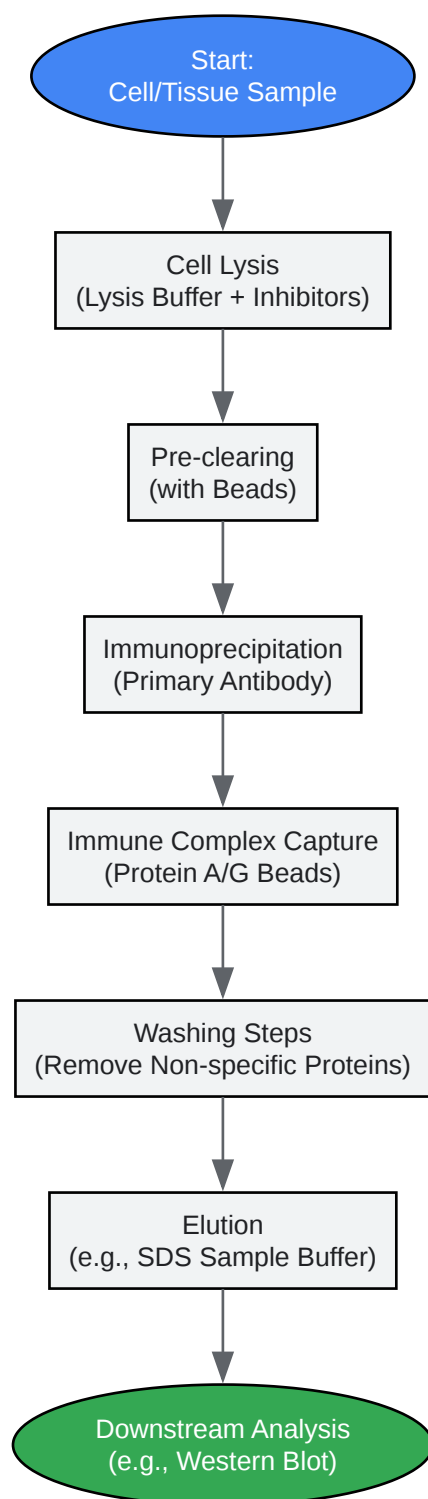 Start:
Cell/Tissue Sample
Cell Lysis
(Lysis Buffer + Inhibitors)
Pre-clearing
(with Beads)
Immunoprecipitation
(Primary Antibody)
Immune Complex Capture
(Protein A/G Beads)
Washing Steps
(Remove Non-specific Proteins)
Elution
(e.g., SDS Sample Buffer)
Downstream Analysis
(e.g., Western Blot)